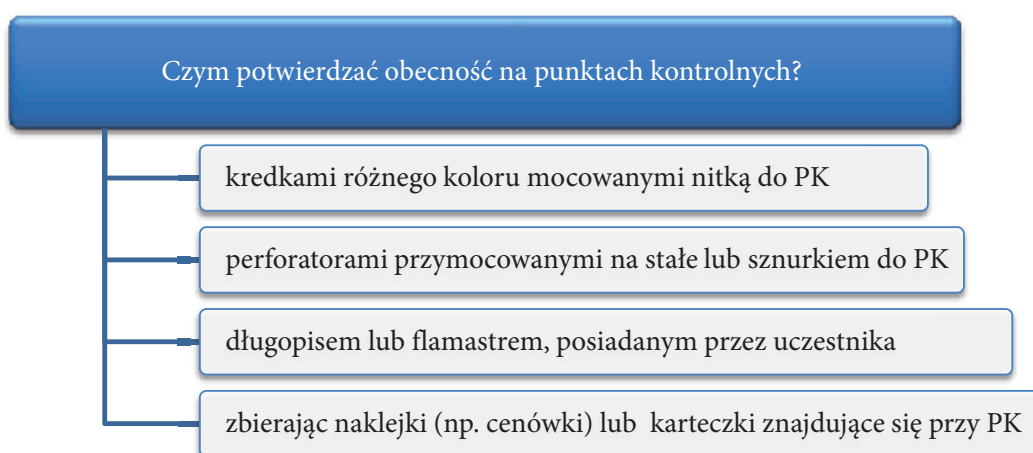 Czym potwierdzać obecność na punktach kontrolnych?
kredkami różnego koloru mocowanymi nitką do PK
perforatorami przymocowanymi na stałe lub sznurkiem do PK
długopisem lub flamastrem, posiadanym przez uczestnika
zbierając naklejki (np. cenówki) lub karteczki znajdujące się przy PK